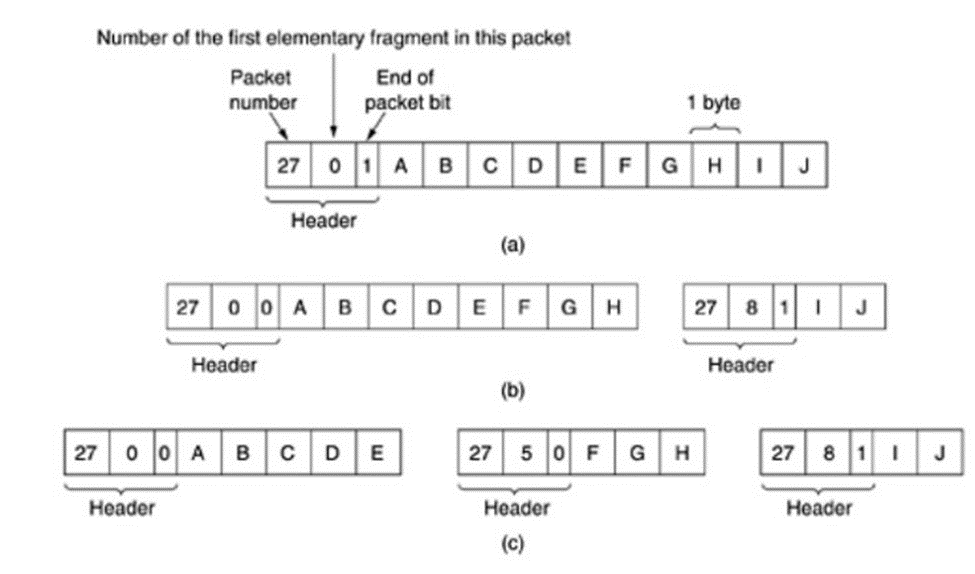 Number of the first elementary fragment in this packet
Packet number
End of packet bit
1 byte
27 0 1 A B C D E F G H I J
Header
(a)
27 0 0 A B C D E F G H
27 8 1 I J
Header
Header
(b)
27 0 0 A B C D E
27 5 0 F G H
27 8 1 I J
Header
Header
Header
(c)